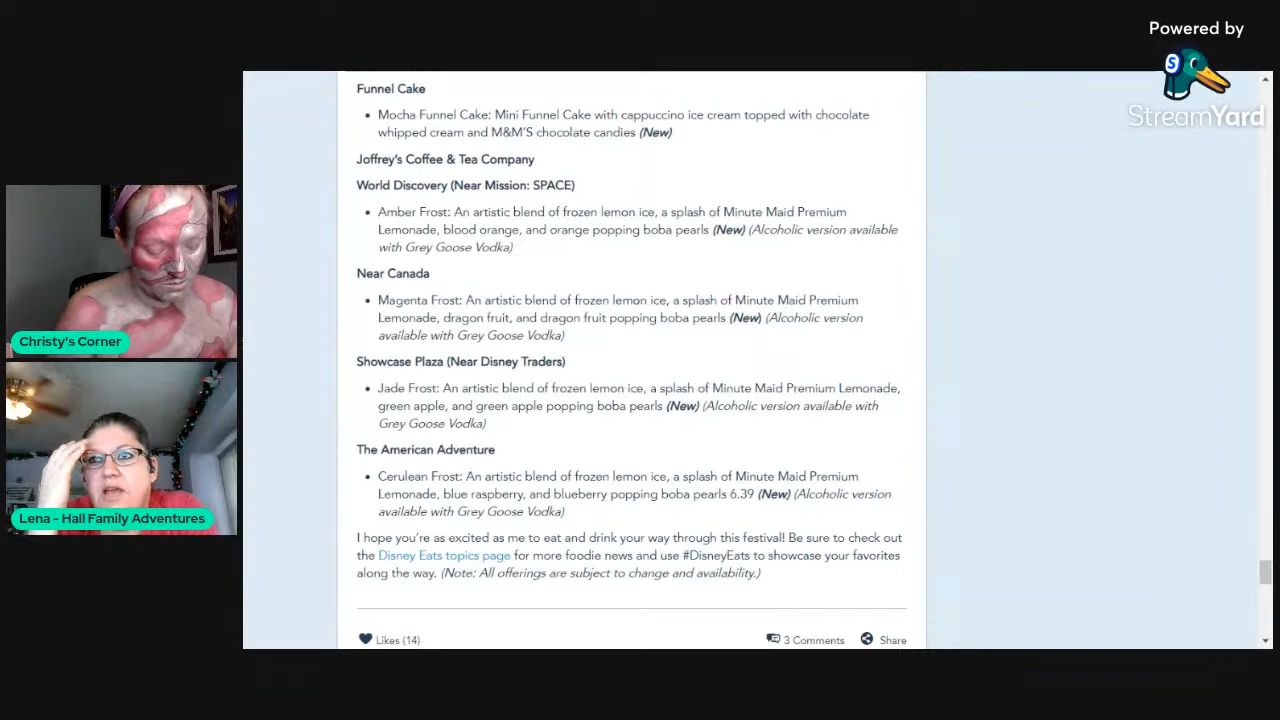 Powered by
StreamYard
Funnel Cake
• Mocha Funnel Cake: Mini Funnel Cake with cappuccino ice cream topped with chocolate
whipped cream and M&M'S chocolate candies (New)
Joffrey's Coffee & Tea Company
World Discovery (Near Mission: SPACE)
• Amber Frost: An artistic blend of frozen lemon ice, a splash of Minute Maid Premium
Lemonade, blood orange, and orange popping boba pearls (New) (Alcoholic version available
with Grey Goose Vodka)
Near Canada
• Magenta Frost: An artistic blend of frozen lemon ice, a splash of Minute Maid Premium
Lemonade, dragon fruit, and dragon fruit popping boba pearls (New) (Alcoholic version
available with Grey Goose Vodka)
Showcase Plaza (Near Disney Traders)
• Jade Frost: An artistic blend of frozen lemon ice, a splash of Minute Maid Premium Lemonade,
green apple, and green apple popping boba pearls (New) (Alcoholic version available with
Grey Goose Vodka)
The American Adventure
• Cerulean Frost: An artistic blend of frozen lemon ice, a splash of Minute Maid Premium
Lemonade, blue raspberry, and blueberry popping boba pearls 6.39 (New) (Alcoholic version
available with Grey Goose Vodka)
I hope you're as excited as me to eat and drink your way through this festival! Be sure to check out
the Disney Eats topics page for more foodie news and use #DisneyEats to showcase your favorites
along the way. (Note: All offerings are subject to change and availability.)
Likes (14)
3 Comments
Share
Christy's Corner
Lena - Hall Family Adventures